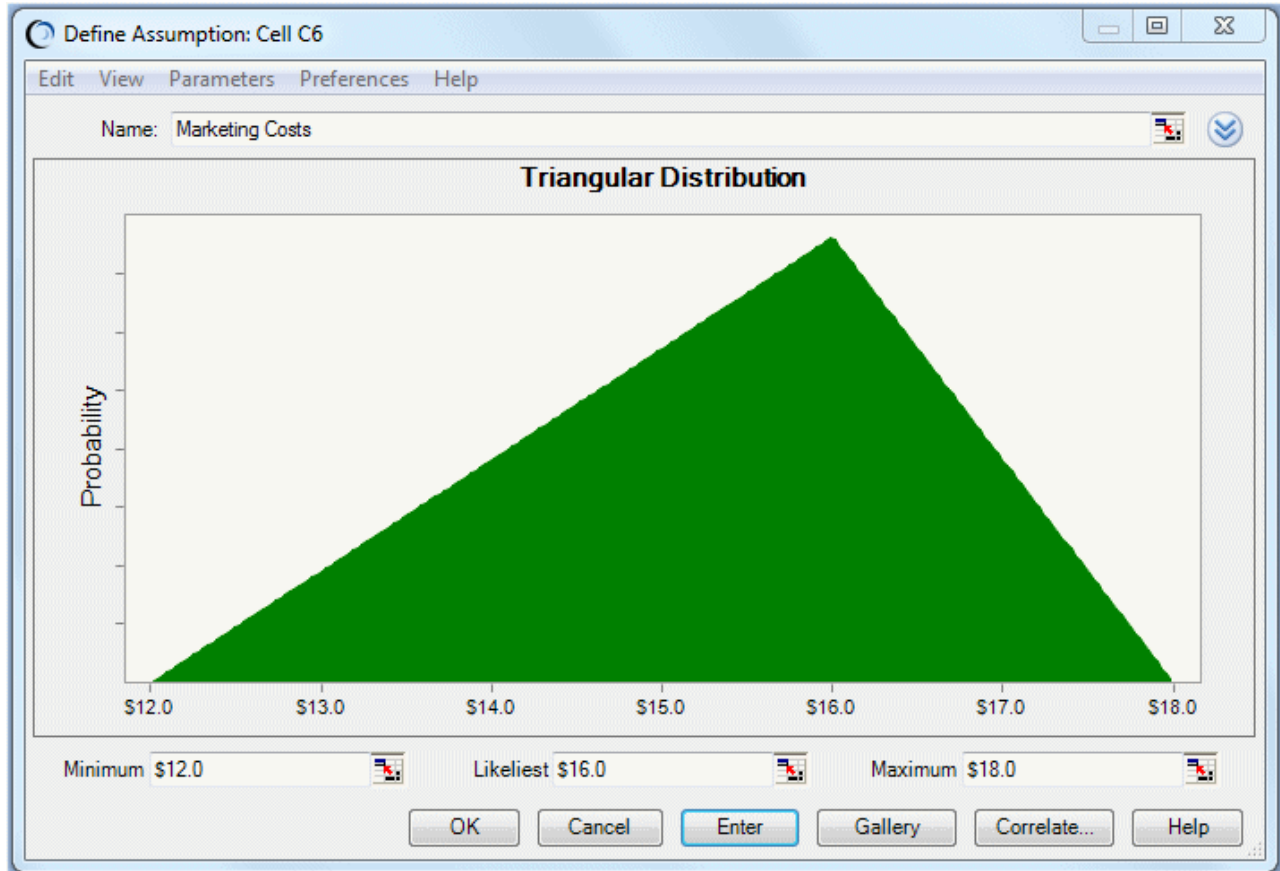 Define Assumption: Cell C6
Edit View Parameters Preferences Help
Name: Marketing Costs
Triangular Distribution
Probability
$12.0 $13.0 $14.0 $15.0 $16.0 $17.0 $18.0
Minimum $12.0 Likeliest $16.0 Maximum $18.0
OK Cancel Enter Gallery Correlate... Help